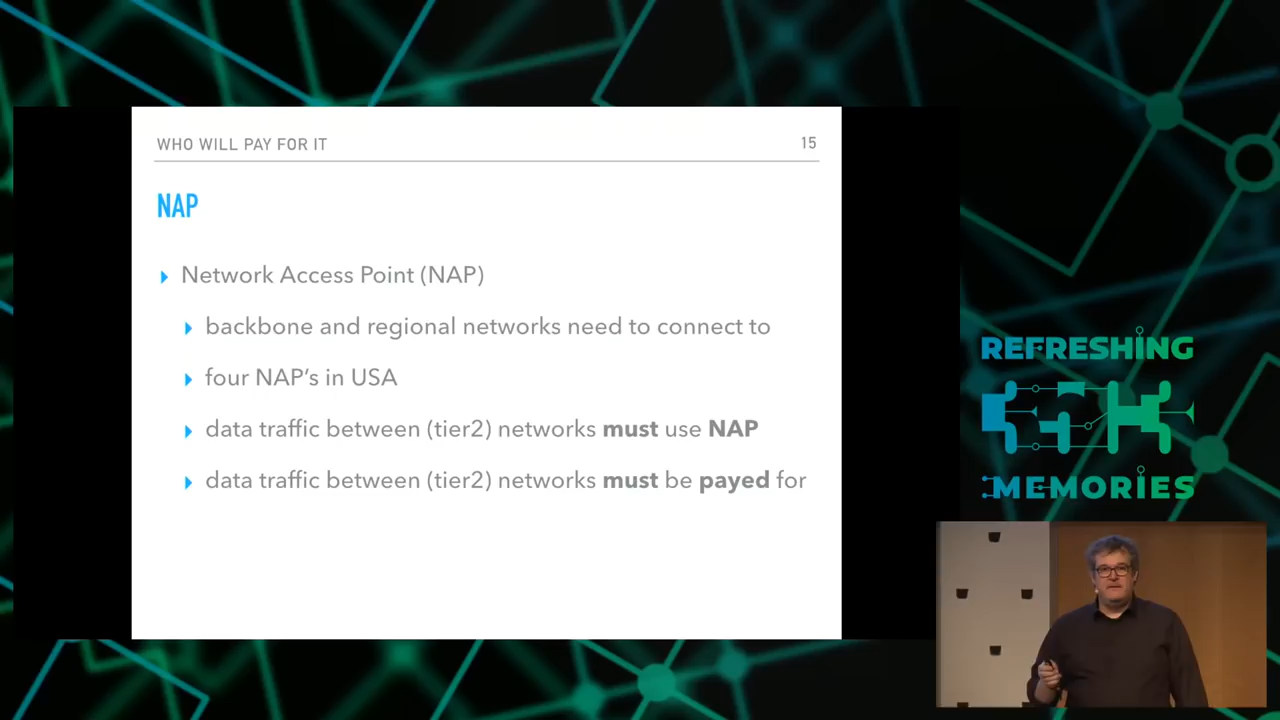 WHO WILL PAY FOR IT
15
NAP
Network Access Point (NAP)
backbone and regional networks need to connect to
four NAP's in USA
data traffic between (tier2) networks must use NAP
data traffic between (tier2) networks must be payed for
REFRESHING
MEMORIES